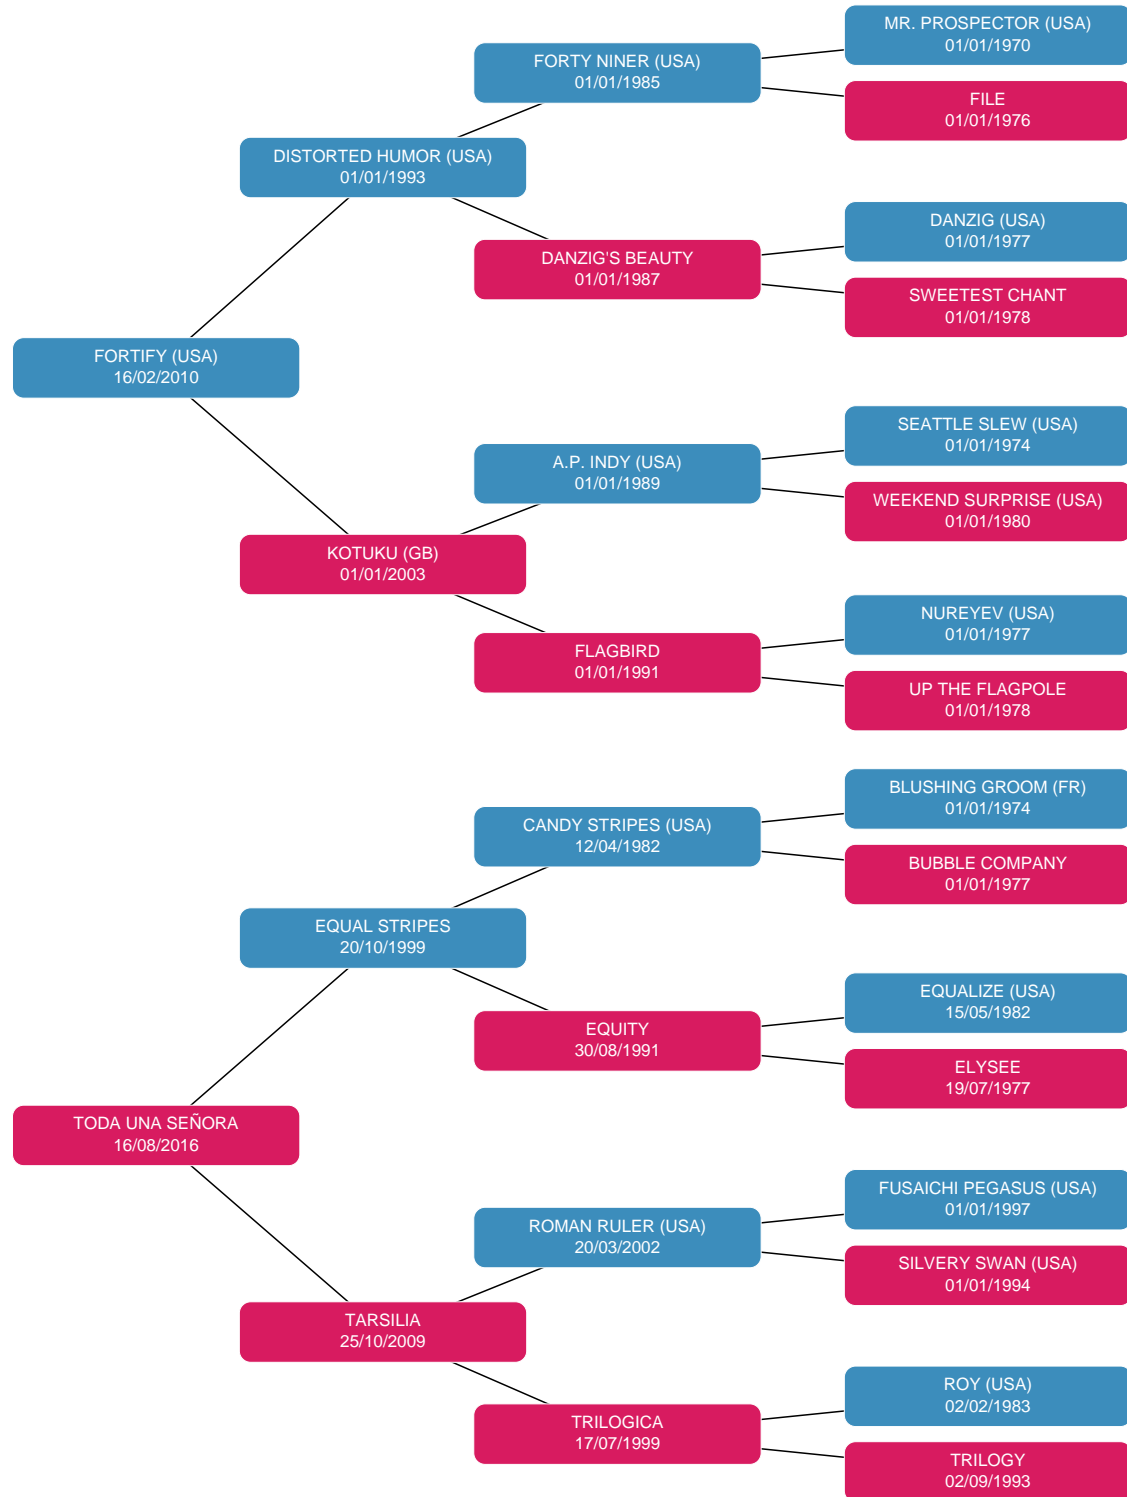 MR. PROSPECTOR (USA)
01/01/1970
FORTY NINER (USA)
01/01/1985
FILE
01/01/1976
DISTORTED HUMOR (USA)
01/01/1993
DANZIG (USA)
01/01/1977
DANZIG'S BEAUTY
01/01/1987
SWEETEST CHANT
01/01/1978
FORTIFY (USA)
16/02/2010
SEATTLE SLEW (USA)
01/01/1974
A.P. INDY (USA)
01/01/1989
WEEKEND SURPRISE (USA)
01/01/1980
KOTUKU (GB)
01/01/2003
NUREYEV (USA)
01/01/1977
FLAGBIRD
01/01/1991
UP THE FLAGPOLE
01/01/1978
BLUSHING GROOM (FR)
01/01/1974
CANDY STRIPES (USA)
12/04/1982
BUBBLE COMPANY
01/01/1977
EQUAL STRIPES
20/10/1999
EQUALIZE (USA)
15/05/1982
EQUITY
30/08/1991
ELYSEE
19/07/1977
TODA UNA SEÑORA
16/08/2016
FUSAICHI PEGASUS (USA)
01/01/1997
ROMAN RULER (USA)
20/03/2002
SILVERY SWAN (USA)
01/01/1994
TARSILIA
25/10/2009
ROY (USA)
02/02/1983
TRILOGICA
17/07/1999
TRILOGY
02/09/1993